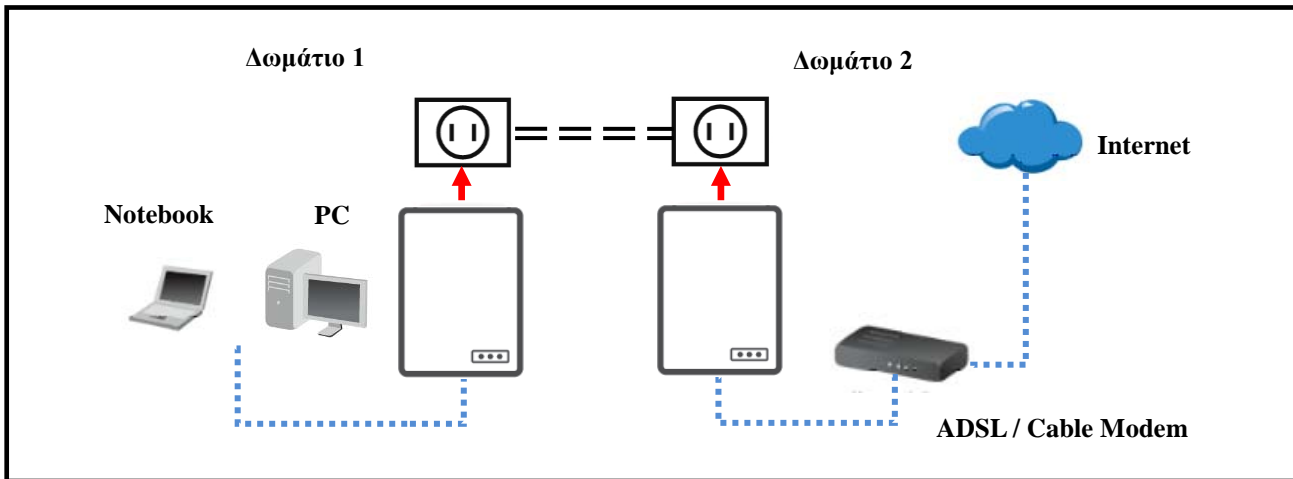 Δωμάτιο 1
Δωμάτιο 2
Internet
Notebook
PC
ADSL / Cable Modem